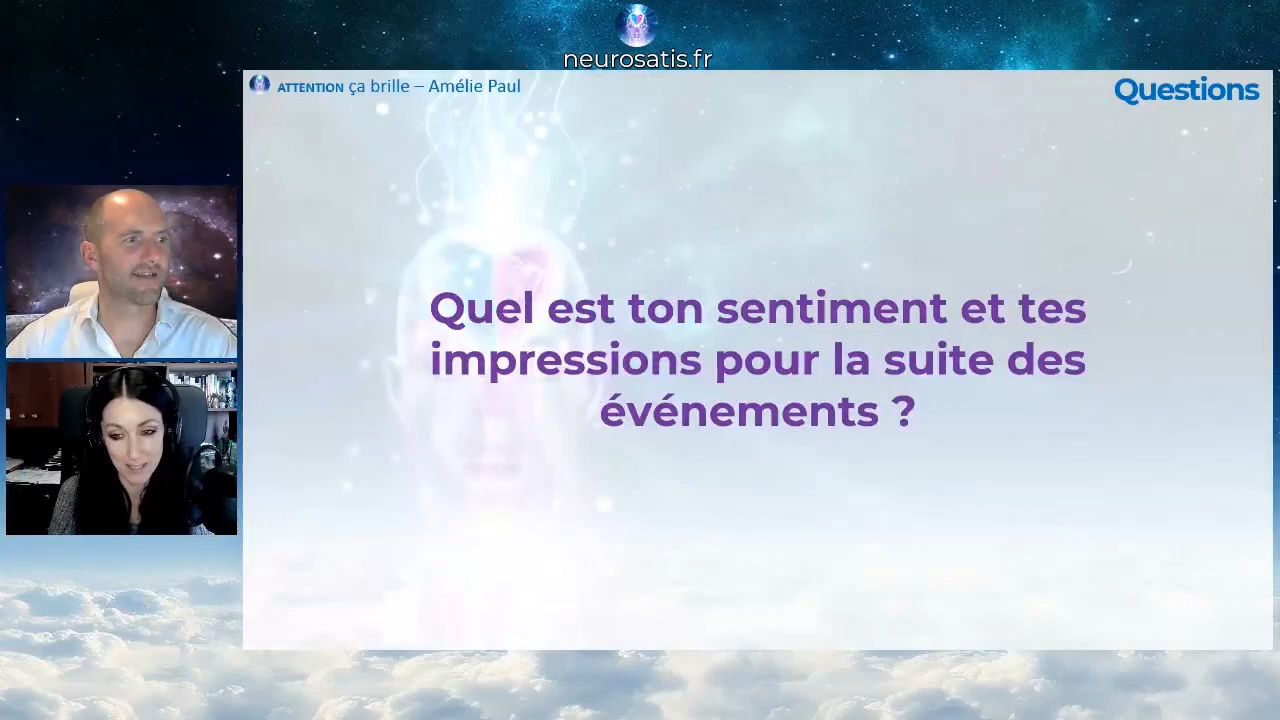 neurosatis.fr
ATTENTION ça brille – Amélie Paul
Questions
Quel est ton sentiment et tes
impressions pour la suite des
événements ?